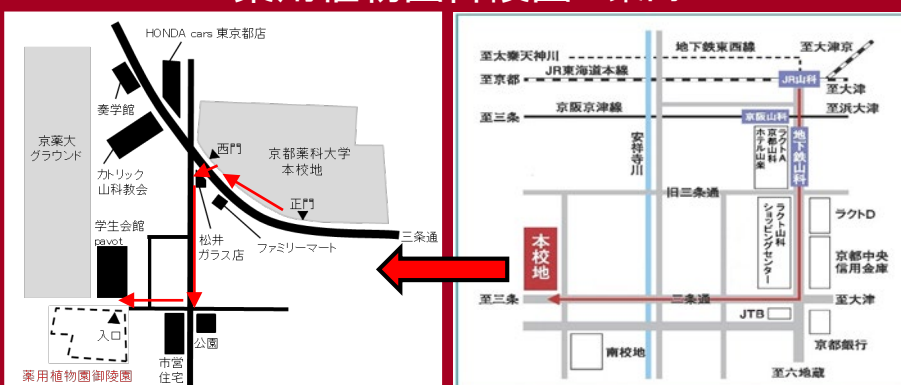 HONDA cars 東京都店
奏学館
京薬大
グラウンド
カトリック
山科教会
西門
京都薬科大学
本校地
正門
三条通
ファミリーマート
松井
ガラス店
学生会館
pavot
入口
公園
市営
住宅
薬用植物園御陵園
地下鉄東西線
至太秦天神川
至大津京
JR東海道本線
至京都
JR山科
至大津
京阪京津線
至浜大津
至三条
京阪山科
地下鉄山科
安祥寺川
ラクトA
京都山科
ホテル山楽
旧三条通
ラクト山科
ショッピングセンター
ラクトD
京都中央
信用金庫
本校地
至三条
三条通
至大津
JTB
京都銀行
南校地
至六地蔵